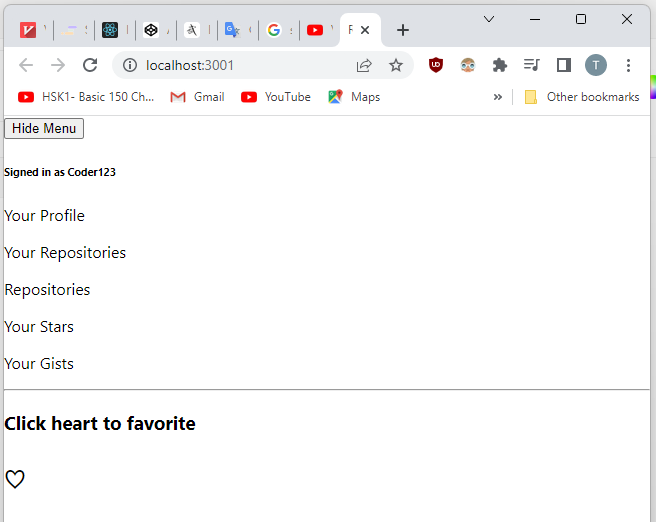 localhost:3001
HSK1- Basic 150 Ch...
Gmail
YouTube
Maps
»
Other bookmarks
T
Hide Menu
Signed in as Coder123
Your Profile
Your Repositories
Repositories
Your Stars
Your Gists
Click heart to favorite